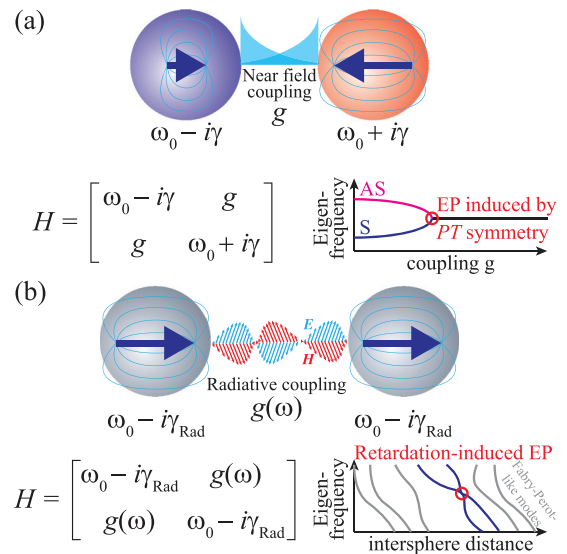 (a)
Near field
coupling
g
ω₀ − iγ
ω₀ + iγ
H = [ ω₀ − iγ g
g ω₀ + iγ ]
Eigen-
frequency
AS
S
EP induced by
PT symmetry
coupling g
(b)
E
H
Radiative coupling
g(ω)
ω₀ − iγRad
ω₀ − iγRad
H = [ ω₀ − iγRad g(ω)
g(ω) ω₀ − iγRad ]
Retardation-induced EP
Eigen-
frequency
Fabry-Perot-
like modes
intersphere distance